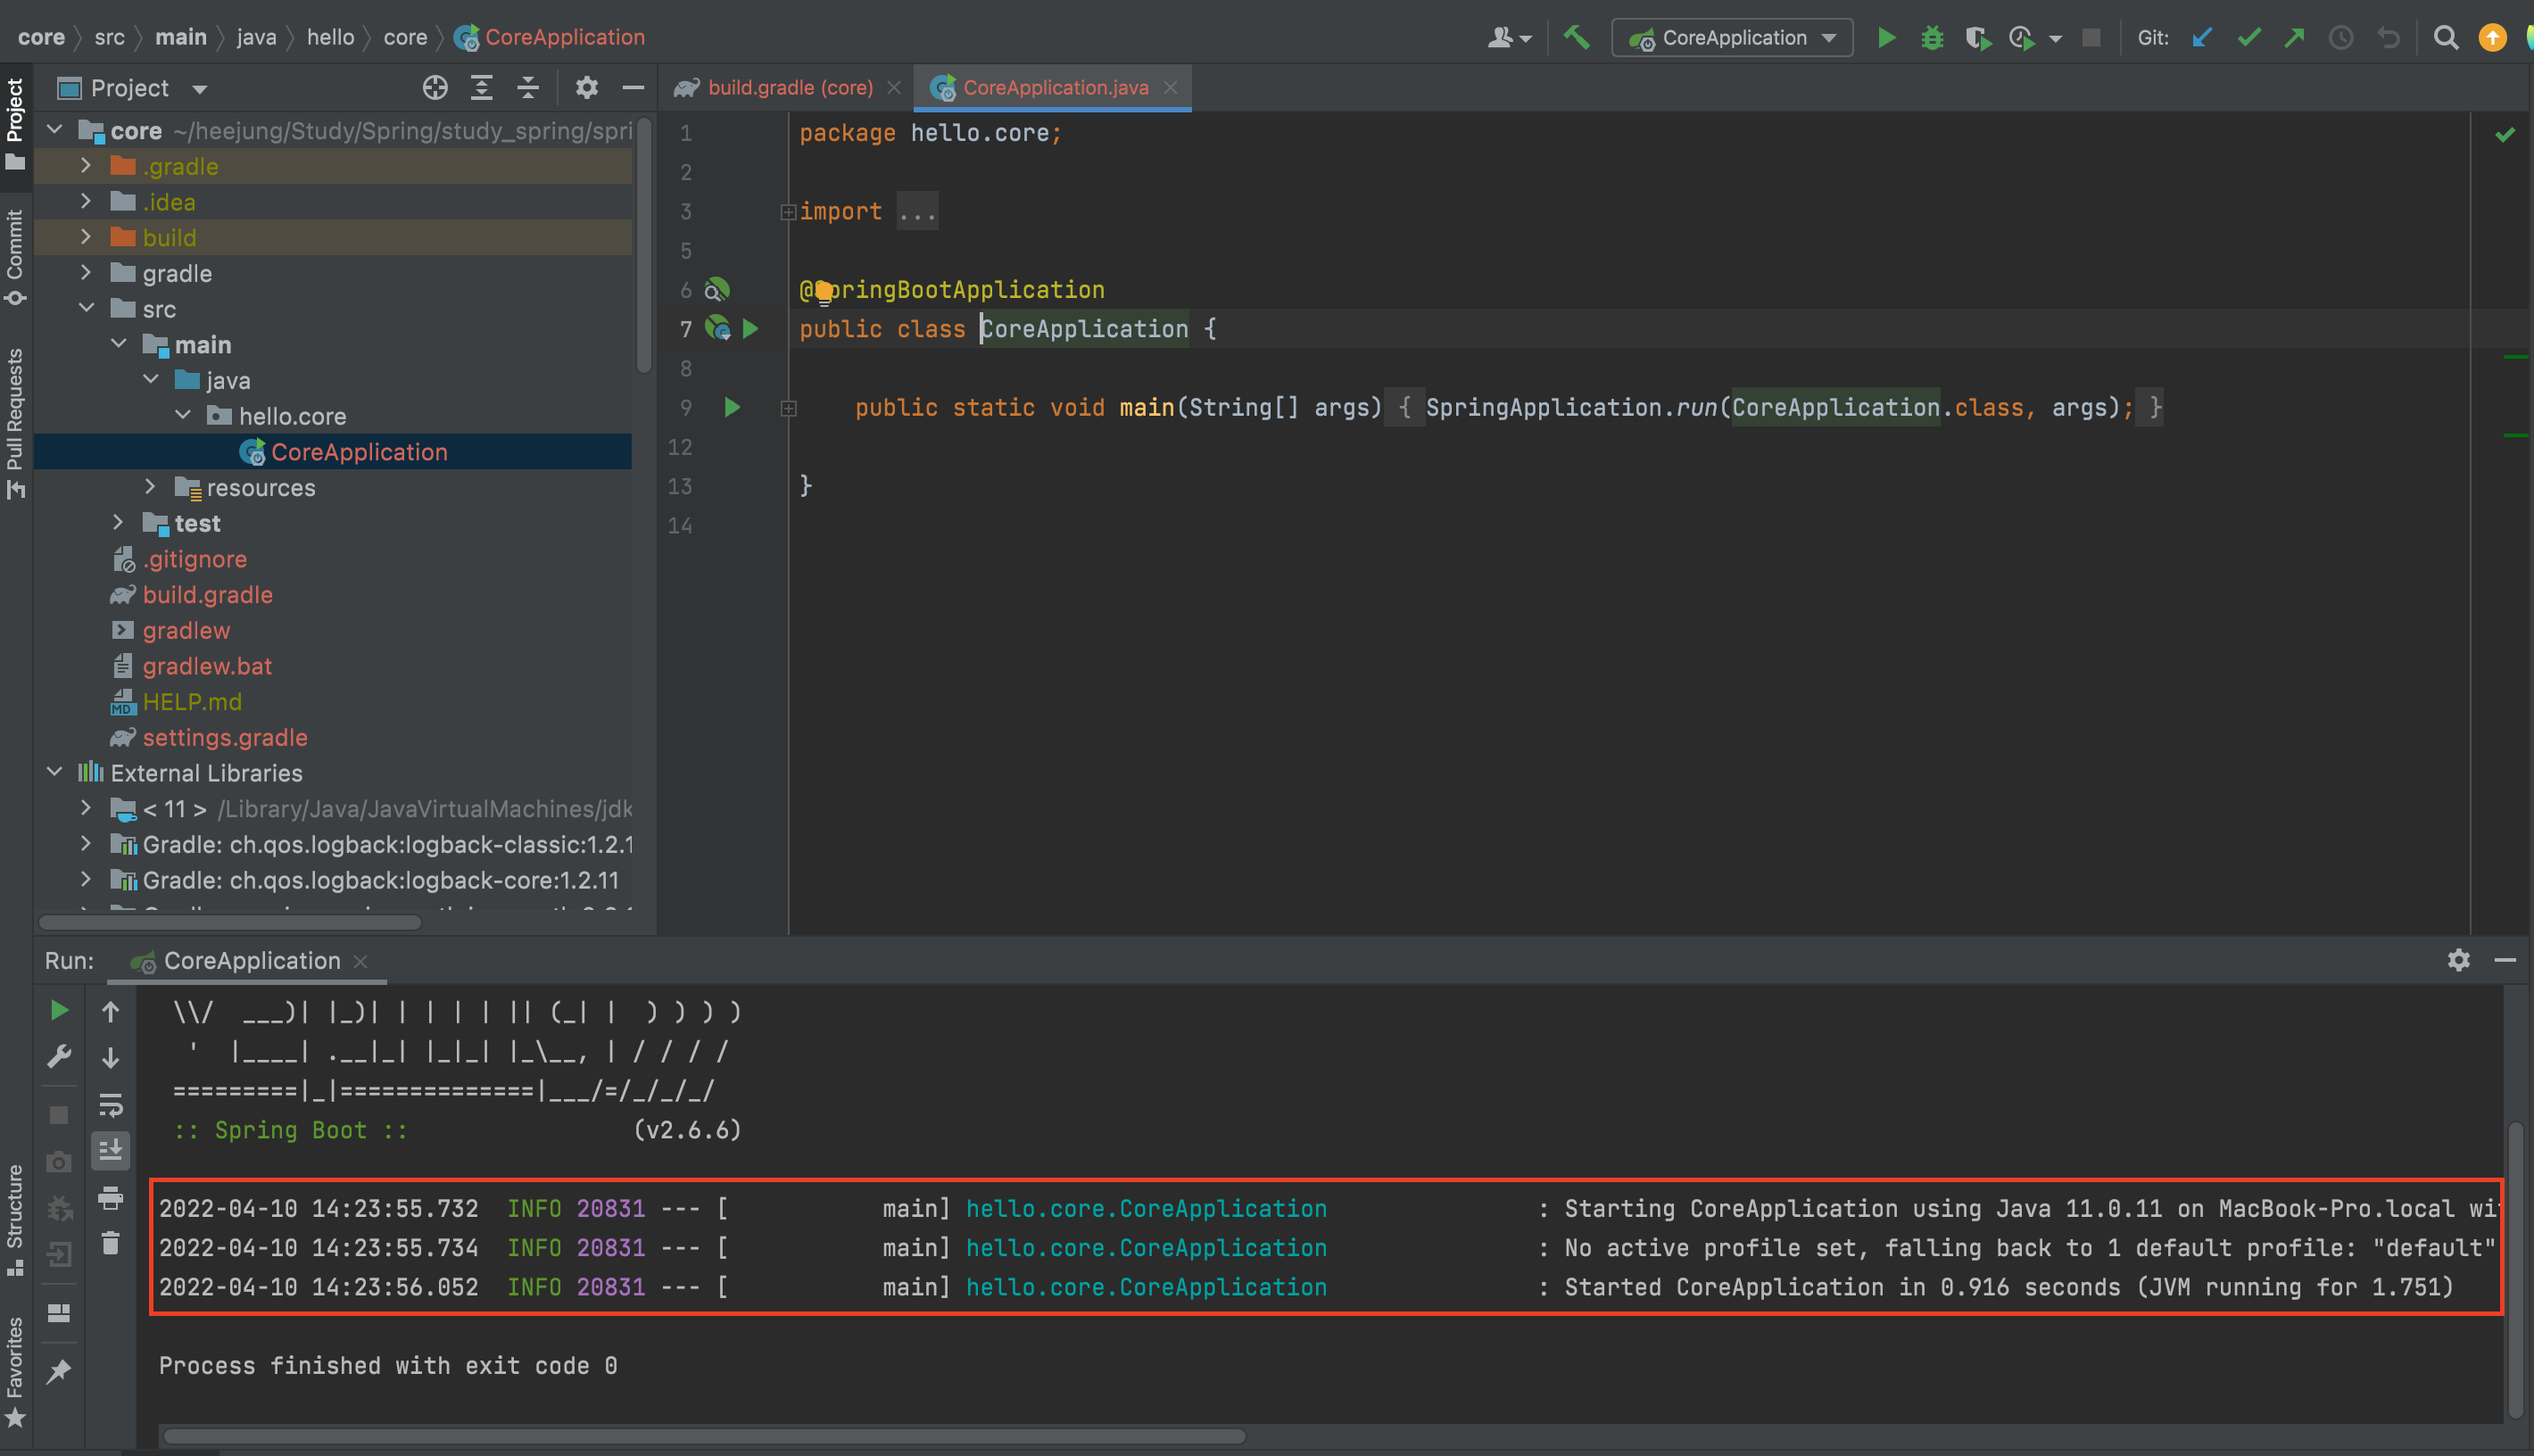 core > src > main > java > hello > core > CoreApplication
CoreApplication
Git:
Project
build.gradle (core)
CoreApplication.java
Project
Commit
Pull Requests
Structure
Favorites
core ~/heejung/Study/Spring/study_spring/spri
.gradle
.idea
build
gradle
src
main
java
hello.core
CoreApplication
resources
test
.gitignore
build.gradle
gradlew
gradlew.bat
MD HELP.md
settings.gradle
External Libraries
< 11 > /Library/Java/JavaVirtualMachines/jdk
Gradle: ch.qos.logback:logback-classic:1.2.1
Gradle: ch.qos.logback:logback-core:1.2.11
1 package hello.core;
2
3 import ...
5
6 @SpringBootApplication
7 public class CoreApplication {
8
9 public static void main(String[] args) { SpringApplication.run(CoreApplication.class, args); }
12
13 }
14
Run: CoreApplication
\\/  ___)| |_)| | | | | || (_| |  ) ) ) )
'  |____| .__|_| |_|_| |_\__, | / / / /
=========|_|==============|___/=/_/_/_/
:: Spring Boot ::                (v2.6.6)
2022-04-10 14:23:55.732  INFO 20831 --- [           main] hello.core.CoreApplication               : Starting CoreApplication using Java 11.0.11 on MacBook-Pro.local wi
2022-04-10 14:23:55.734  INFO 20831 --- [           main] hello.core.CoreApplication               : No active profile set, falling back to 1 default profile: "default"
2022-04-10 14:23:56.052  INFO 20831 --- [           main] hello.core.CoreApplication               : Started CoreApplication in 0.916 seconds (JVM running for 1.751)
Process finished with exit code 0